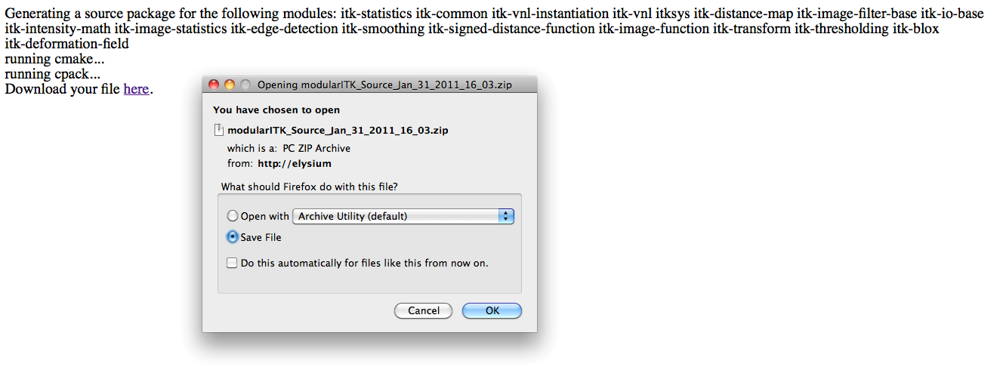 Generating a source package for the following modules: itk-statistics itk-common itk-vnl-instantiation itk-vnl itksys itk-distance-map itk-image-filter-base itk-io-base
itk-intensity-math itk-image-statistics itk-edge-detection itk-smoothing itk-signed-distance-function itk-image-function itk-transform itk-thresholding itk-blox
itk-deformation-field
running cmake...
running cpack...
Download your file here.
Opening modularITK_Source_Jan_31_2011_16_03.zip
You have chosen to open
modularITK_Source_Jan_31_2011_16_03.zip
which is a: PC ZIP Archive
from: http://elysium
What should Firefox do with this file?
Open with Archive Utility (default)
Save File
Do this automatically for files like this from now on.
Cancel OK